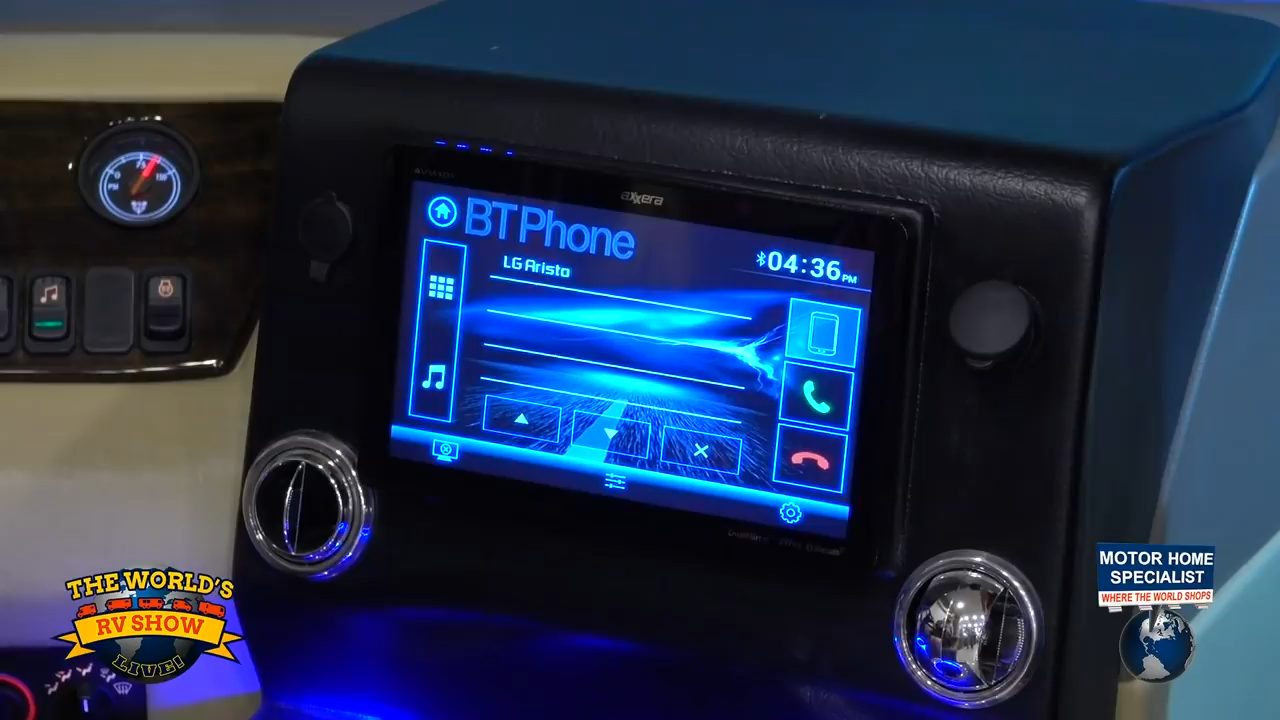 axxera
BT Phone
LG Aristo
04:36 PM
THE WORLD'S
RV SHOW
LIVE!
MOTOR HOME
SPECIALIST
WHERE THE WORLD SHOPS